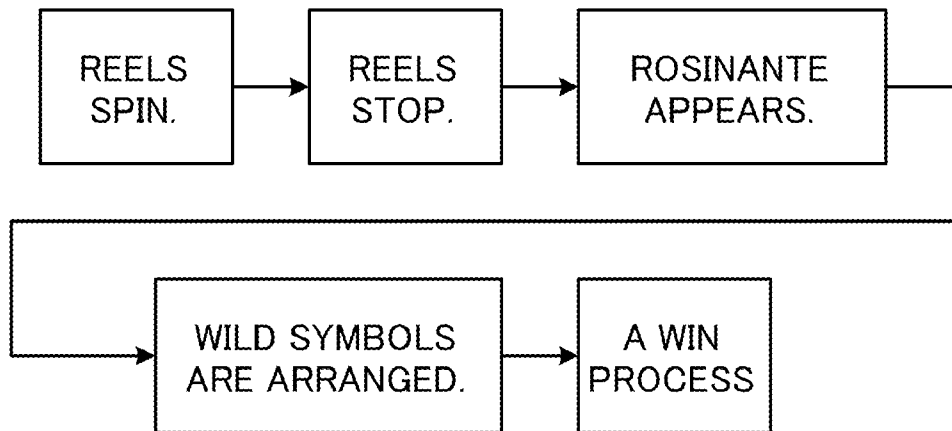 REELS
SPIN.
REELS
STOP.
ROSINANTE
APPEARS.
WILD SYMBOLS
ARE ARRANGED.
A WIN
PROCESS